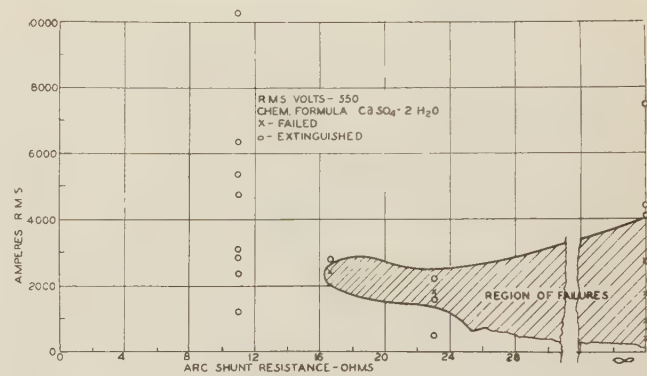 10000
8000
6000
4000
2000
0
AMPERES RMS
RMS VOLTS - 550
CHEM. FORMULA CaSO4 - 2 H2O
X - FAILED
o - EXTINGUISHED
REGION OF FAILURES
0 4 8 12 16 20 24 28 ∞
ARC SHUNT RESISTANCE - OHMS